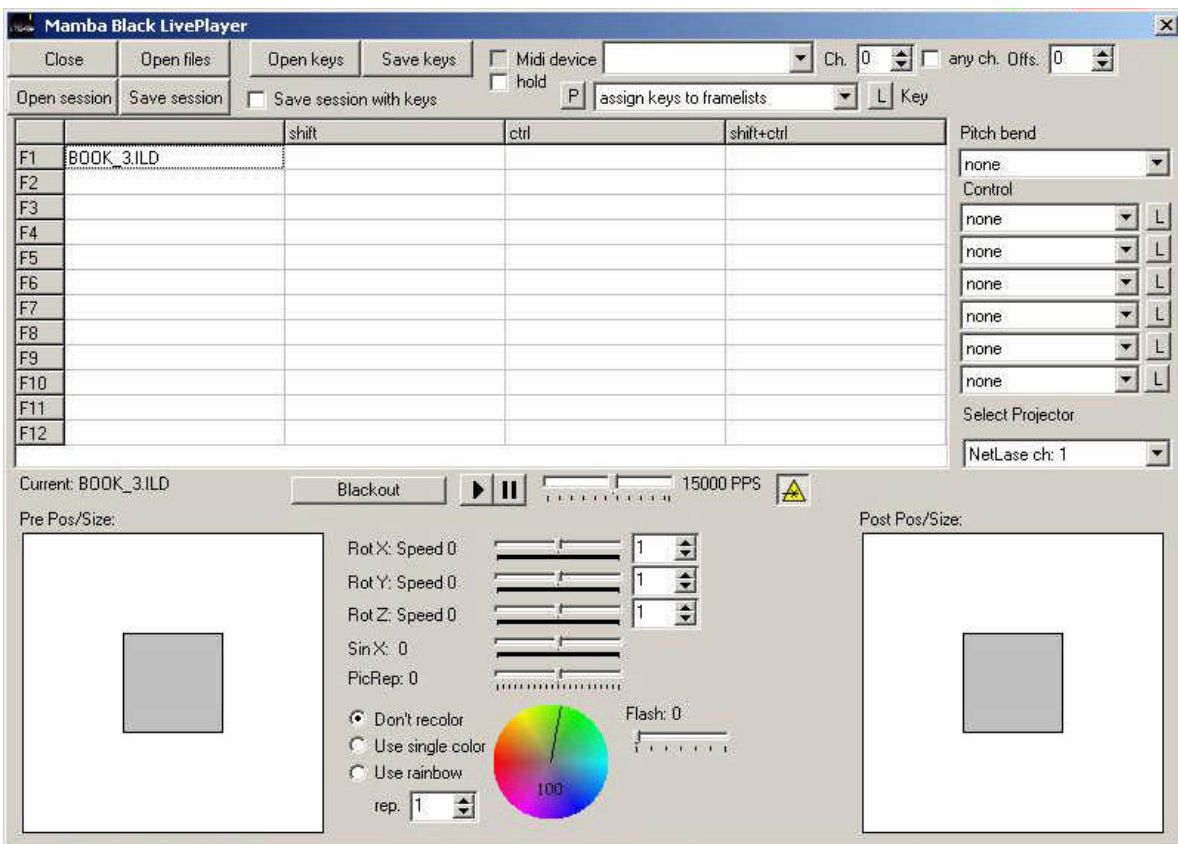 Mamba Black LivePlayer
Close Open files Open keys Save keys Midi device Ch. 0 any ch. Offs. 0
hold
Open session Save session Save session with keys P assign keys to framelists L Key
shift ctrl shift+ctrl Pitch bend
F1 BOOK_3.ILD none
F2 Control
F3 none L
F4 none L
F5
F6 none L
F7 none L
F8
F9 none L
F10 none L
F11 Select Projector
F12 NetLase ch: 1
Current: BOOK_3.ILD Blackout 15000 PPS
Pre Pos/Size: Post Pos/Size:
Rot X: Speed 0 1
Rot Y: Speed 0 1
Rot Z: Speed 0 1
Sin X: 0
PicRep: 0
Don't recolor Flash: 0
Use single color
Use rainbow 100
rep. 1